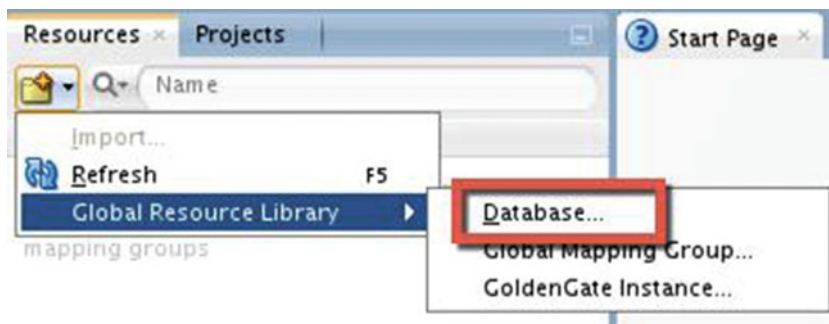 Resources × Projects
? Start Page ×
Name
Import...
Refresh F5
Global Resource Library
Database...
mapping groups
Global Mapping Group...
GoldenGate Instance...